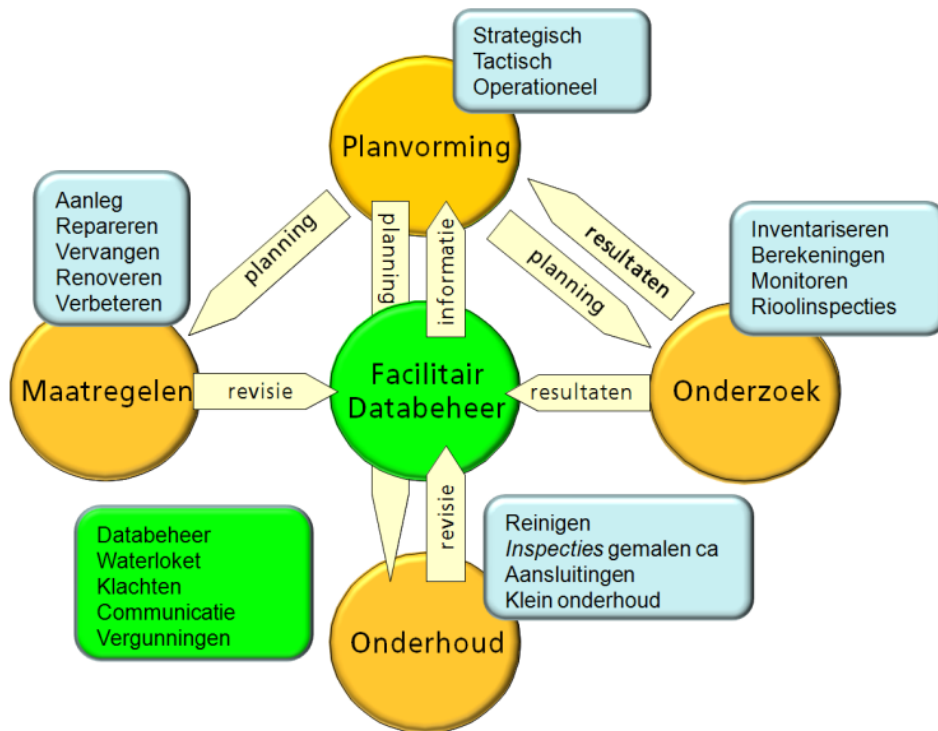 Strategisch
Tactisch
Operationeel
Planvorming
Aanleg
Repareren
Vervangen
Renoveren
Verbeteren
planning
planning
informatie
planning
resultaten
Inventariseren
Berekeningen
Monitoren
Rioolinspecties
Maatregelen
revisie
Facilitair
Databeheer
resultaten
Onderzoek
revisie
Databeheer
Waterloket
Klachten
Communicatie
Vergunningen
Reinigen
Inspecties gemalen ca
Aansluitingen
Klein onderhoud
Onderhoud